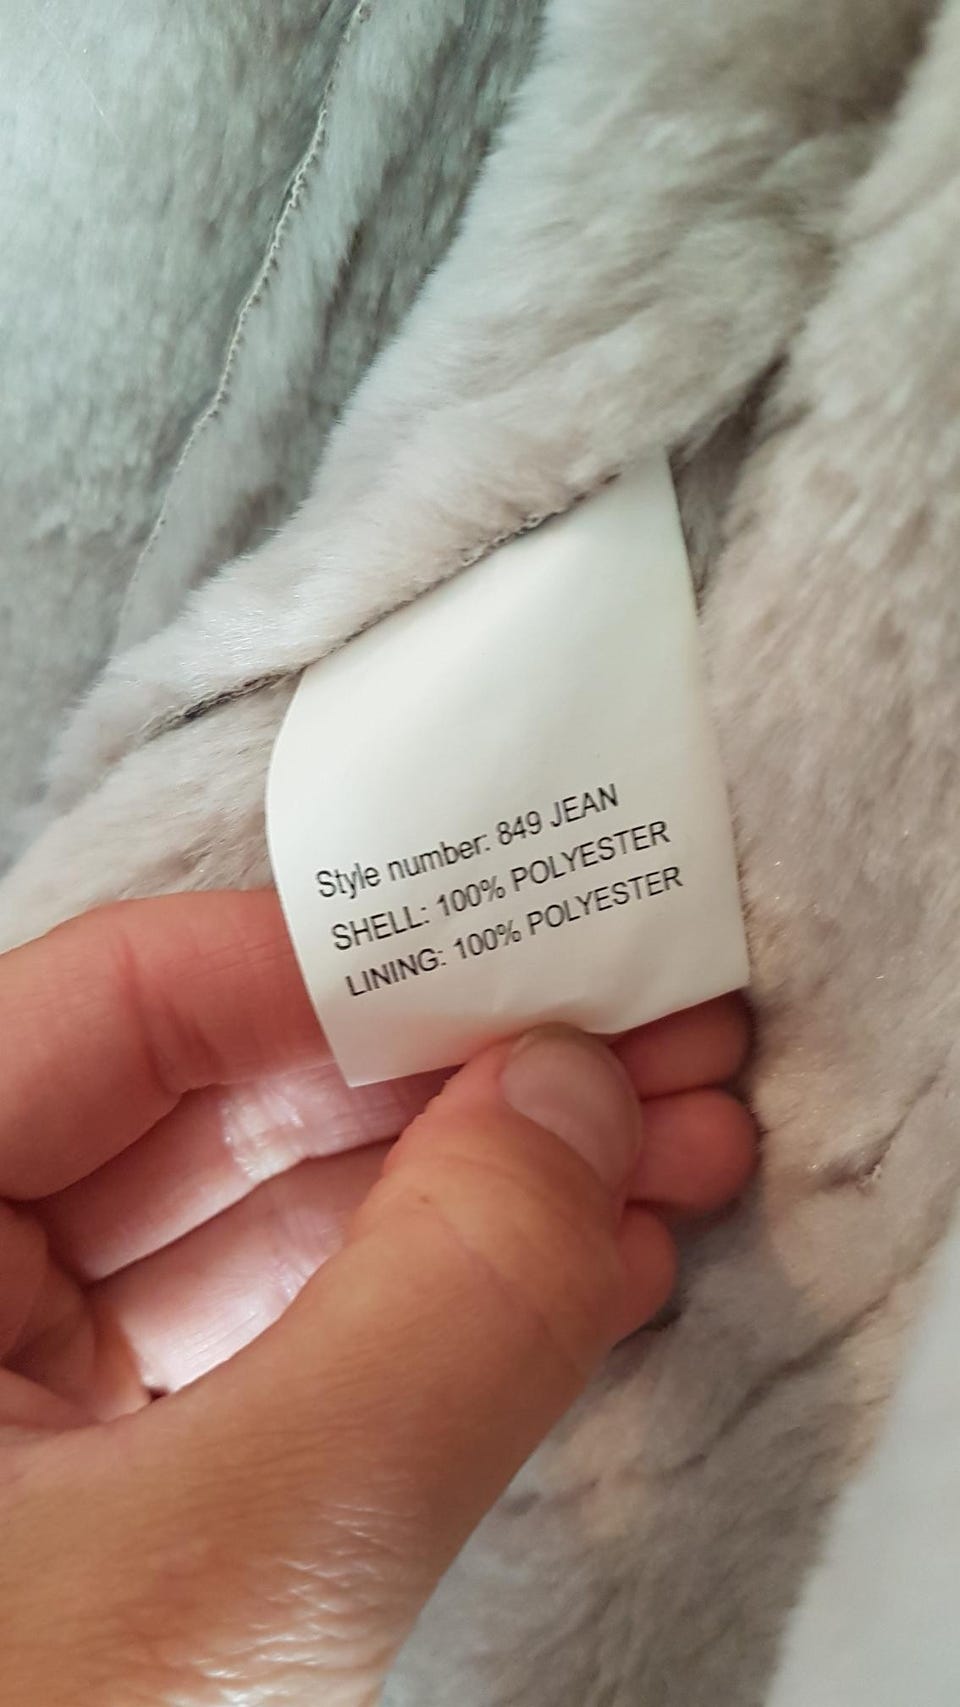 Style number: 849 JEAN
SHELL: 100% POLYESTER
LINING: 100% POLYESTER